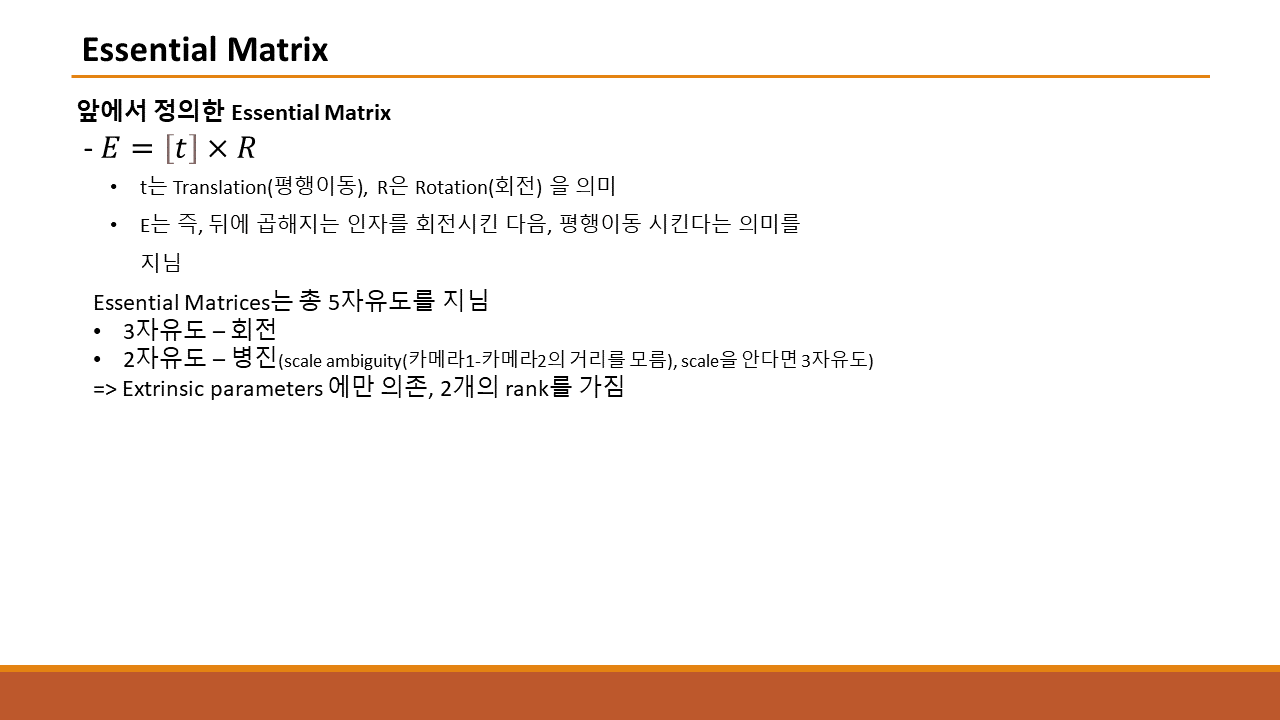 Essential Matrix
앞에서 정의한 Essential Matrix
- E = [t] × R
• t는 Translation(평행이동), R은 Rotation(회전) 을 의미
• E는 즉, 뒤에 곱해지는 인자를 회전시킨 다음, 평행이동 시킨다는 의미를
지님
Essential Matrices는 총 5자유도를 지님
• 3자유도 – 회전
• 2자유도 – 병진(scale ambiguity(카메라1-카메라2의 거리를 모름), scale을 안다면 3자유도)
=> Extrinsic parameters 에만 의존, 2개의 rank를 가짐